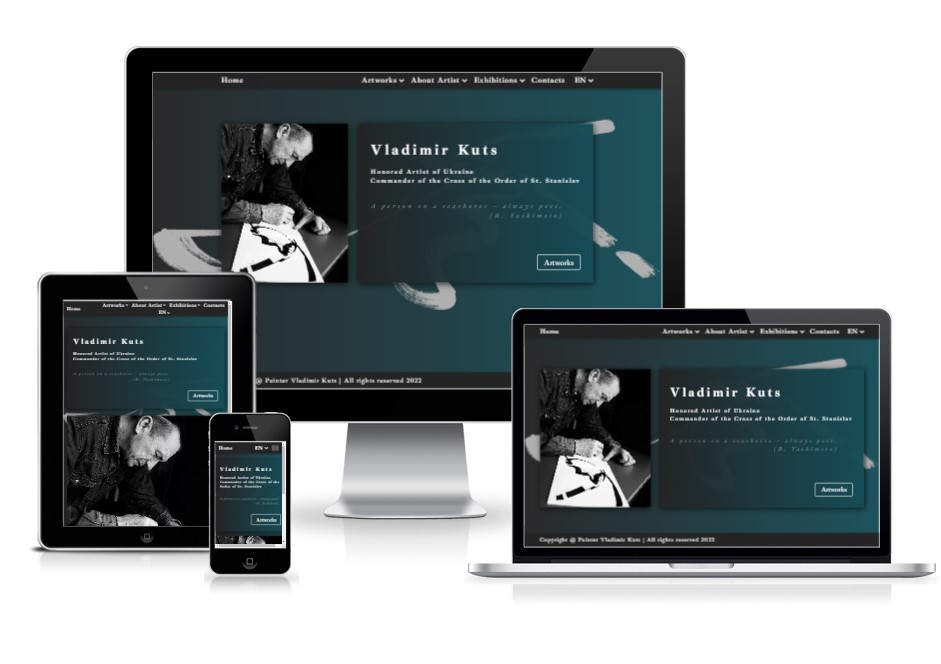 Home Artworks About Artist Exhibitions Contacts EN
Vladimir Kuts
Honored Artist of Ukraine
Commander of the Cross of the Order of St. Stanislav
A person on a seashore – always poet.
(R. Yoshimoto)
Artworks
@ Painter Vladimir Kuts | All rights reserved 2022
Artworks About Artist Exhibitions Contacts
Home
EN
Vladimir Kuts
Honored Artist of Ukraine
Commander of the Cross of the Order of St. Stanislav
A person on a seashore – always poet.
Artworks
Home EN
Vladimir Kuts
Honored Artist of Ukraine
Commander of the Cross of the
Order of St. Stanislav
Artworks
Home Artworks About Artist Exhibitions Contacts EN
Vladimir Kuts
Honored Artist of Ukraine
Commander of the Cross of the Order of St. Stanislav
A person on a seashore – always poet.
Artworks
Copyright @ Painter Vladimir Kuts | All rights reserved 2022